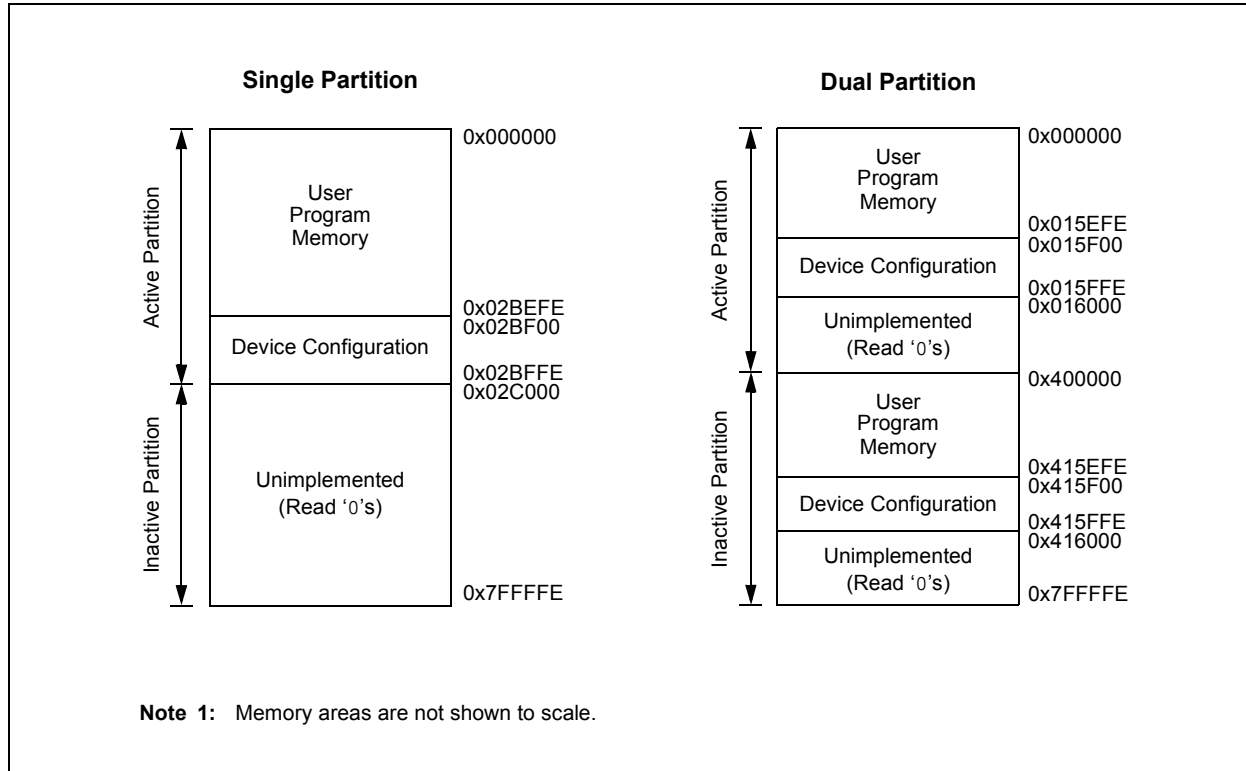 Single Partition
Active Partition
Inactive Partition
User
Program
Memory
Device Configuration
Unimplemented
(Read ‘0’s)
0x000000
0x02BEFE
0x02BF00
0x02BFFE
0x02C000
0x7FFFFE
Dual Partition
Active Partition
Inactive Partition
User
Program
Memory
Device Configuration
Unimplemented
(Read ‘0’s)
User
Program
Memory
Device Configuration
Unimplemented
(Read ‘0’s)
0x000000
0x015EFE
0x015F00
0x015FFE
0x016000
0x400000
0x415EFE
0x415F00
0x415FFE
0x416000
0x7FFFFE
Note 1: Memory areas are not shown to scale.